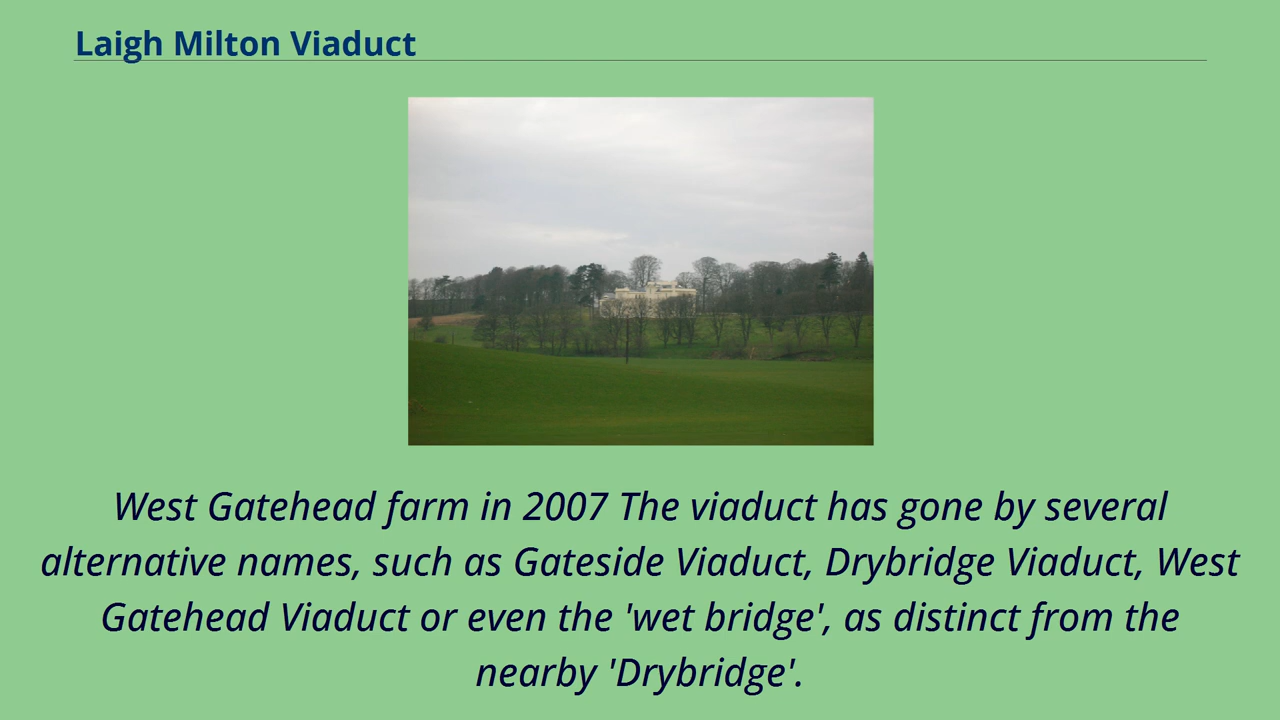 Laigh Milton Viaduct
West Gatehead farm in 2007 The viaduct has gone by several
alternative names, such as Gateside Viaduct, Drybridge Viaduct, West
Gatehead Viaduct or even the 'wet bridge', as distinct from the
nearby 'Drybridge'.